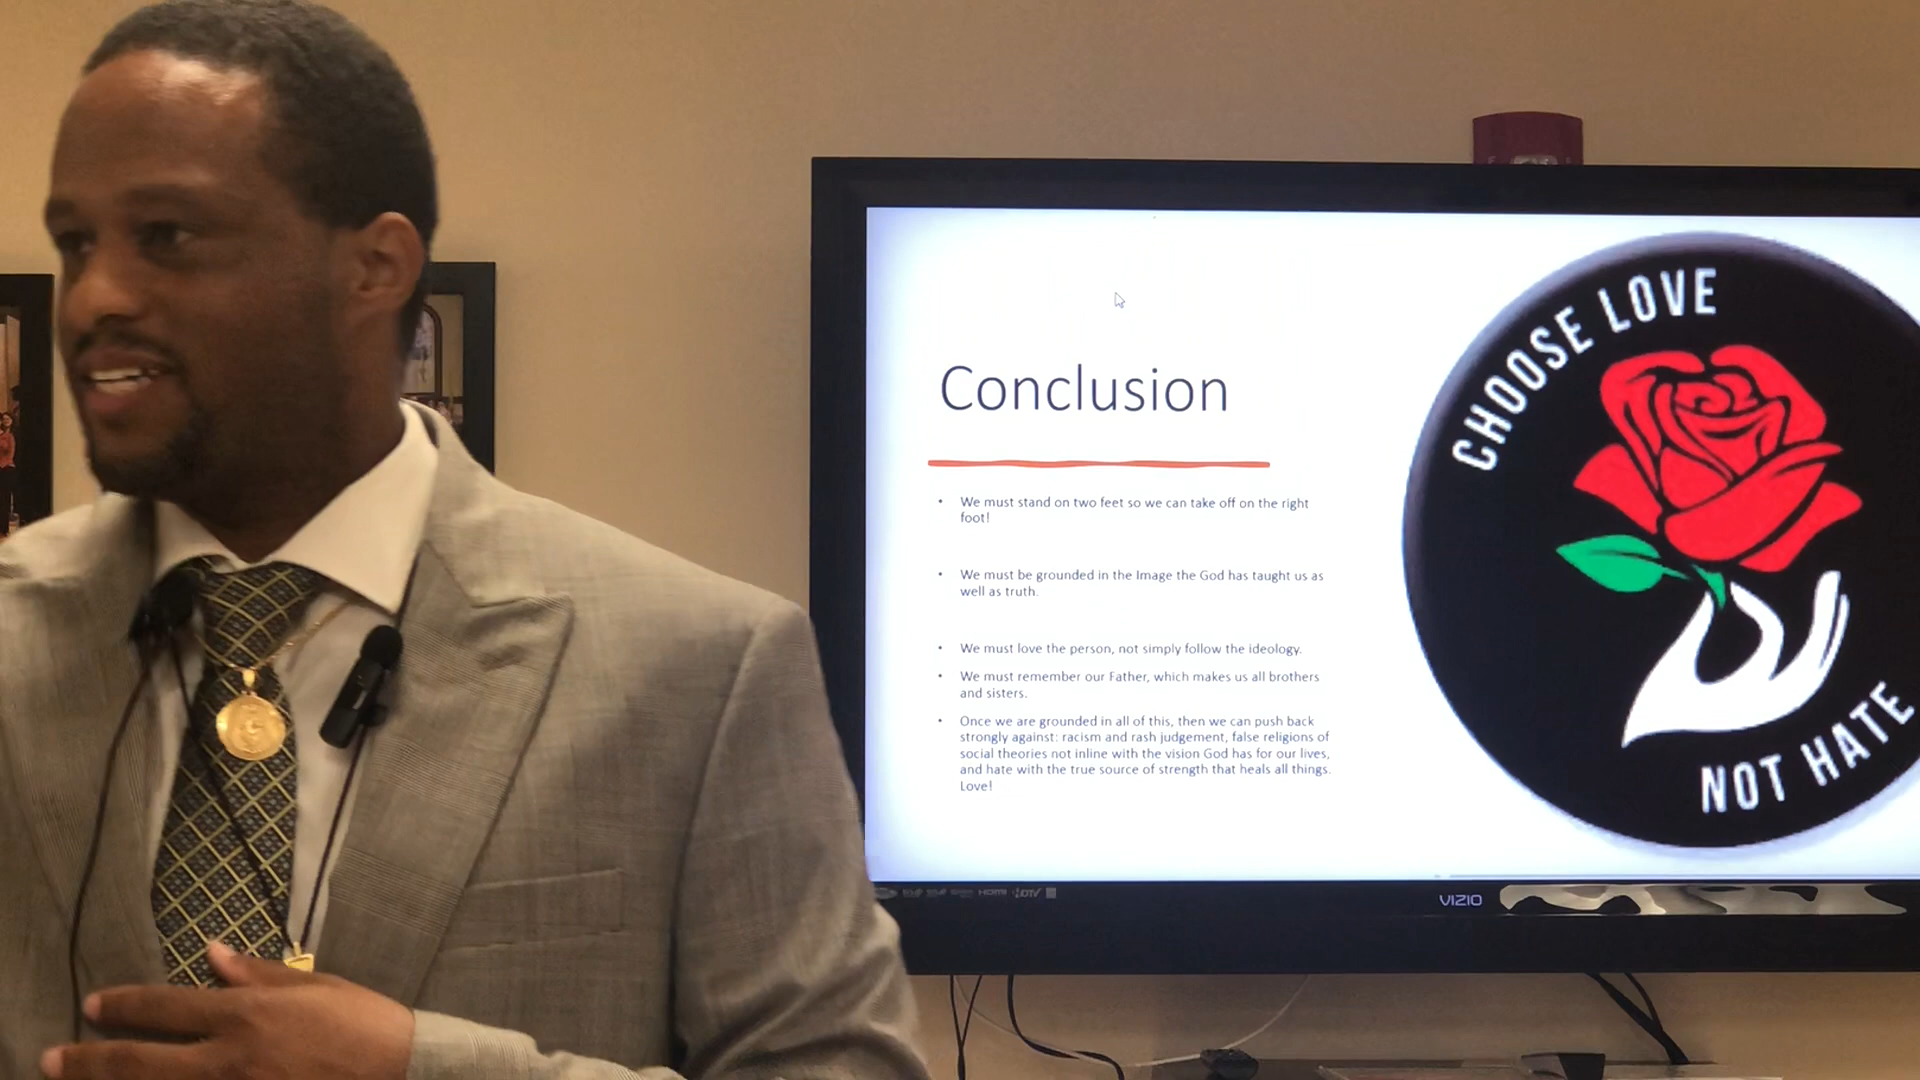 CHOOSE LOVE
NOT HATE
Conclusion
• We must stand on two feet so we can take off on the right
foot!
• We must be grounded in the Image the God has taught us as
well as truth.
• We must love the person, not simply follow the ideology.
• We must remember our Father, which makes us all brothers
and sisters.
• Once we are grounded in all of this, then we can push back
strongly against: racism and rash judgement, false religions of
social theories not inline with the vision God has for our lives,
and hate with the true source of strength that heals all things.
Love!
HDMI HDTV
VIZIO